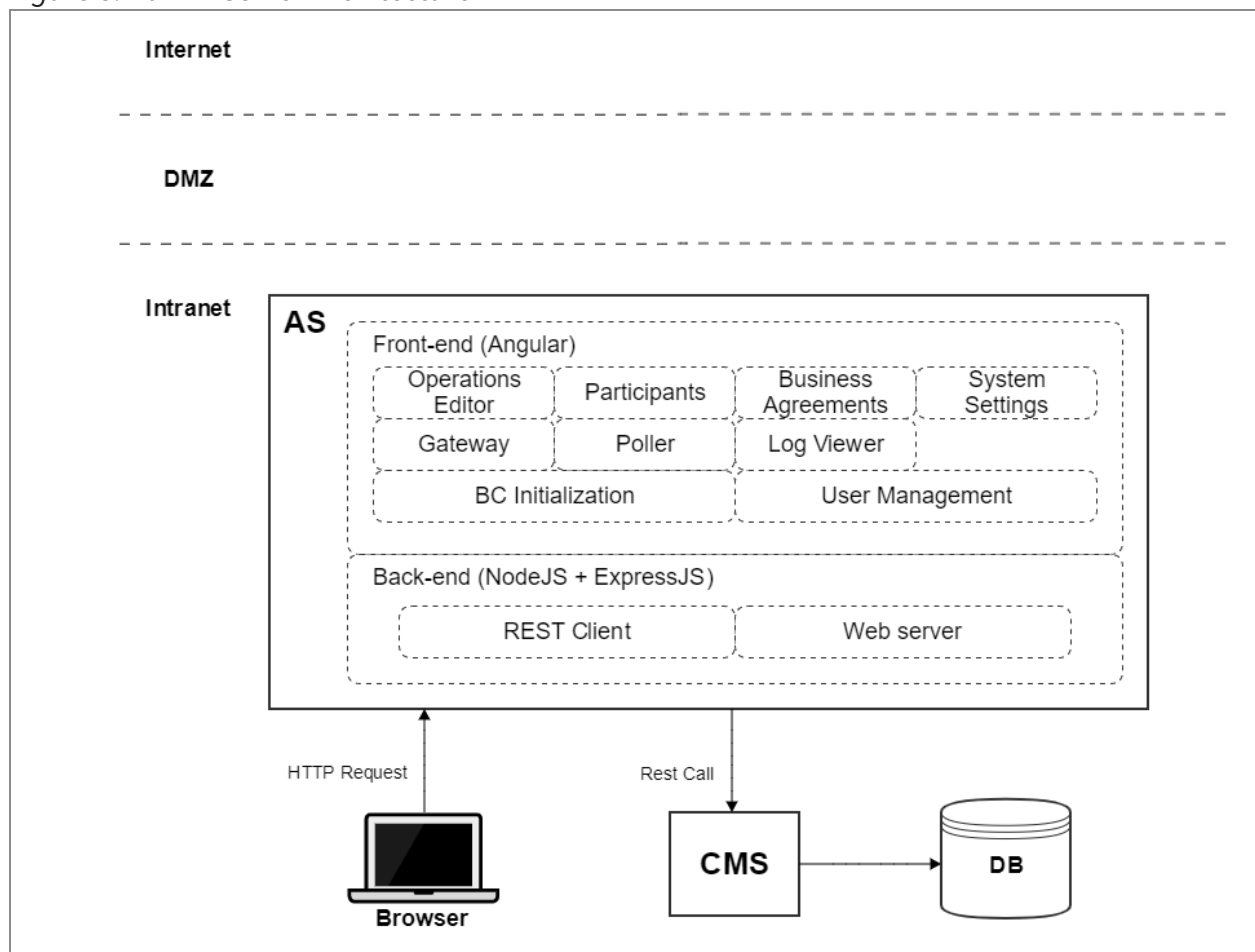 Internet
DMZ
Intranet
AS
Front-end (Angular)
Operations
Editor
Participants
Business
Agreements
System
Settings
Gateway
Poller
Log Viewer
BC Initialization
User Management
Back-end (NodeJS + ExpressJS)
REST Client
Web server
HTTP Request
Rest Call
CMS
DB
Browser